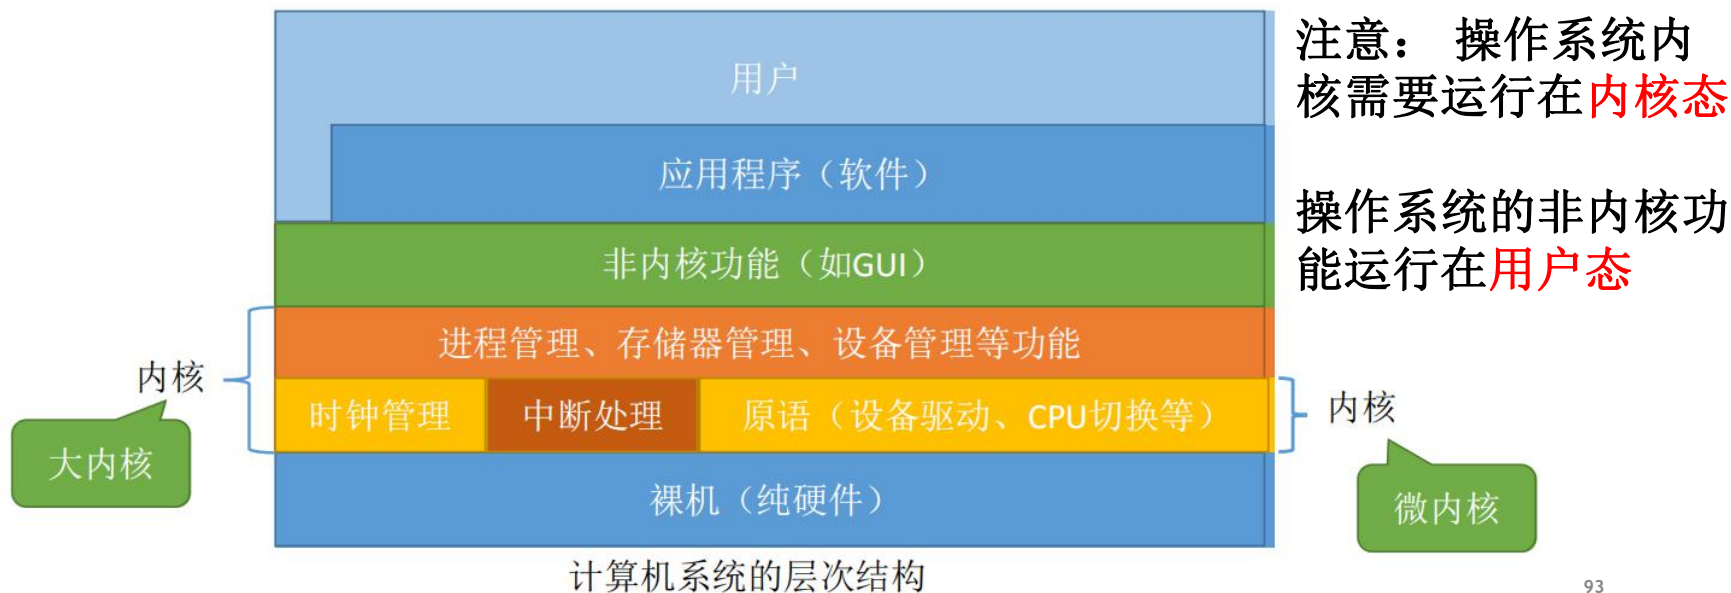 用户
应用程序（软件）
非内核功能（如GUI）
进程管理、存储器管理、设备管理等功能
时钟管理
中断处理
原语（设备驱动、CPU切换等）
裸机（纯硬件）
计算机系统的层次结构
内核
大内核
内核
微内核
注意： 操作系统内
核需要运行在内核态
操作系统的非内核功
能运行在用户态
93